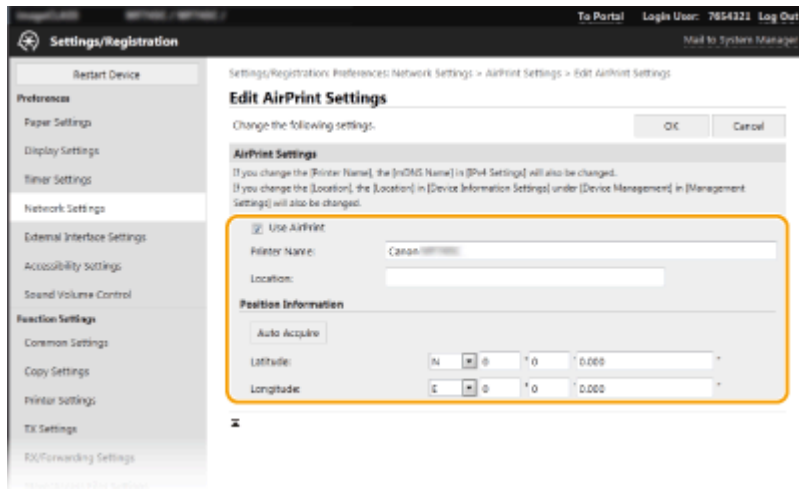 To Portal Login User: 7654321 Log Out
Settings/Registration
Mail to System Manager
Restart Device
Preferences
Paper Settings
Display Settings
Timer Settings
Network Settings
External Interface Settings
Accessibility Settings
Sound Volume Control
Function Settings
Common Settings
Copy Settings
Printer Settings
TX Settings
RX/Forwarding Settings
Settings/Registration: Preferences: Network Settings > AirPrint Settings > Edit AirPrint Settings
Edit AirPrint Settings
Change the following settings.
OK Cancel
AirPrint Settings
If you change the [Printer Name], the [mDNS Name] in [IPv4 Settings] will also be changed.
If you change the [Location], the [Location] in [Device Information Settings] under [Device Management] in [Management
Settings] will also be changed.
Use AirPrint
Printer Name: Canon
Location:
Position Information
Auto Acquire
Latitude: N 0 ° 0 ' 0.000 "
Longitude: E 0 ° 0 ' 0.000 "